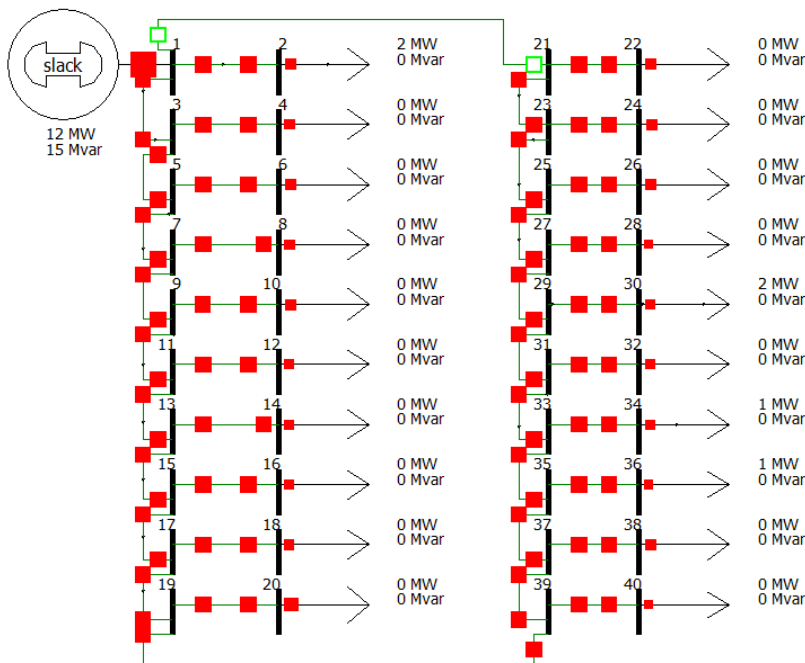 slack
12 MW
15 Mvar
1 2 2 MW
0 Mvar
3 4 0 MW
0 Mvar
5 6 0 MW
0 Mvar
7 8 0 MW
0 Mvar
9 10 0 MW
0 Mvar
11 12 0 MW
0 Mvar
13 14 0 MW
0 Mvar
15 16 0 MW
0 Mvar
17 18 0 MW
0 Mvar
19 20 0 MW
0 Mvar
21 22 0 MW
0 Mvar
23 24 0 MW
0 Mvar
25 26 0 MW
0 Mvar
27 28 0 MW
0 Mvar
29 30 2 MW
0 Mvar
31 32 0 MW
0 Mvar
33 34 1 MW
0 Mvar
35 36 1 MW
0 Mvar
37 38 0 MW
0 Mvar
39 40 0 MW
0 Mvar